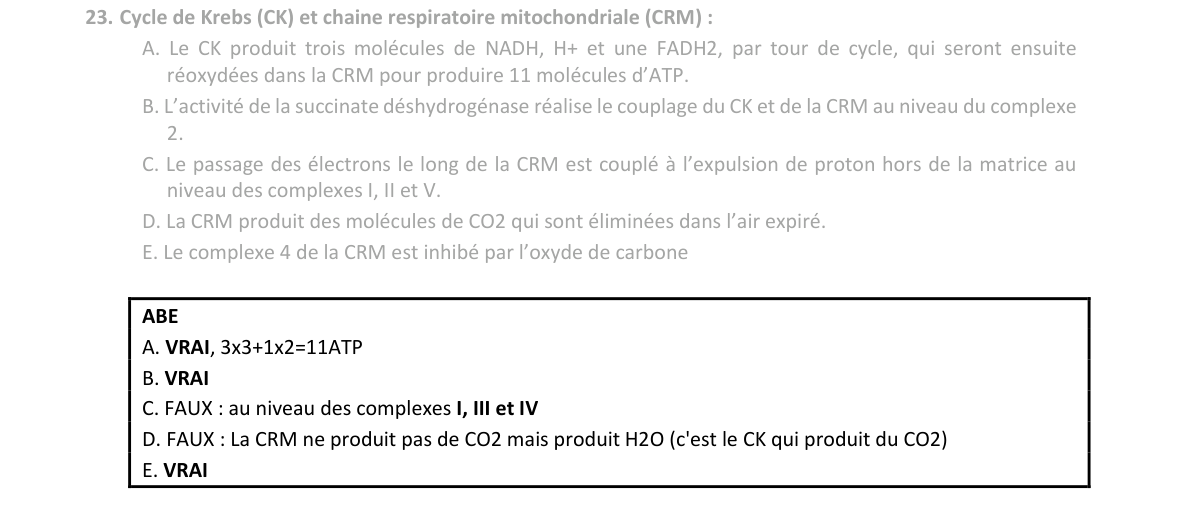 23. Cycle de Krebs (CK) et chaine respiratoire mitochondriale (CRM) :
A. Le CK produit trois molécules de NADH, H+ et une FADH2, par tour de cycle, qui seront ensuite
réoxydées dans la CRM pour produire 11 molécules d’ATP.
B. L’activité de la succinate déshydrogénase réalise le couplage du CK et de la CRM au niveau du complexe
2.
C. Le passage des électrons le long de la CRM est couplé à l’expulsion de proton hors de la matrice au
niveau des complexes I, II et V.
D. La CRM produit des molécules de CO2 qui sont éliminées dans l’air expiré.
E. Le complexe 4 de la CRM est inhibé par l’oxyde de carbone
ABE
A. VRAI, 3x3+1x2=11ATP
B. VRAI
C. FAUX : au niveau des complexes I, III et IV
D. FAUX : La CRM ne produit pas de CO2 mais produit H2O (c'est le CK qui produit du CO2)
E. VRAI